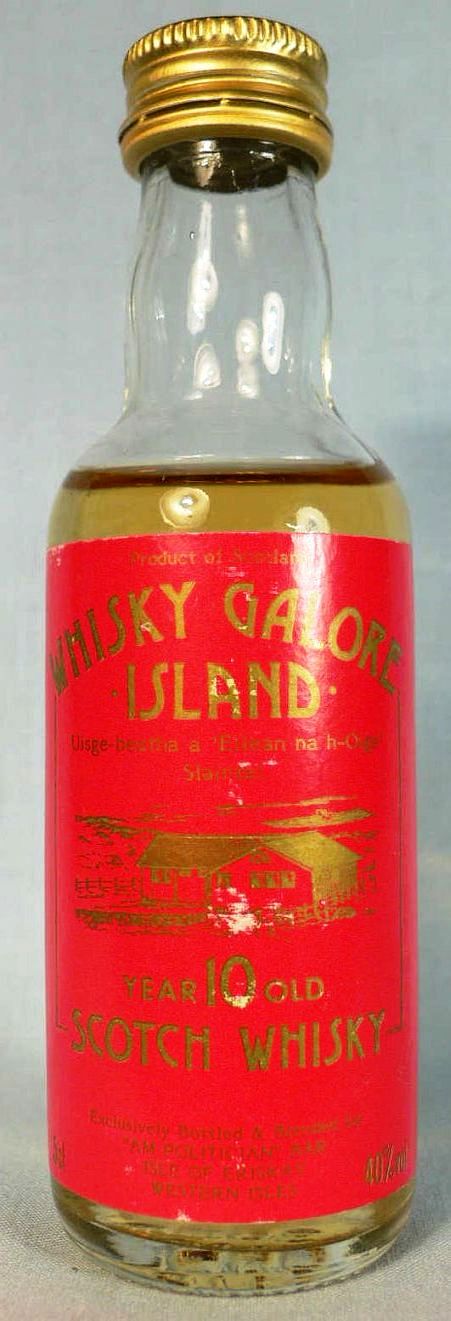 Product of Scotland
WHISKY GALORE
· ISLAND ·
Uisge-beatha a 'Eilean na h-Oige'
YEAR 10 OLD
SCOTCH WHISKY
Exclusively Bottled & Blended for
"AM POLITICIAN" BAR
ISLE OF ERISKAY
WESTERN ISLES
5cl
40% vol